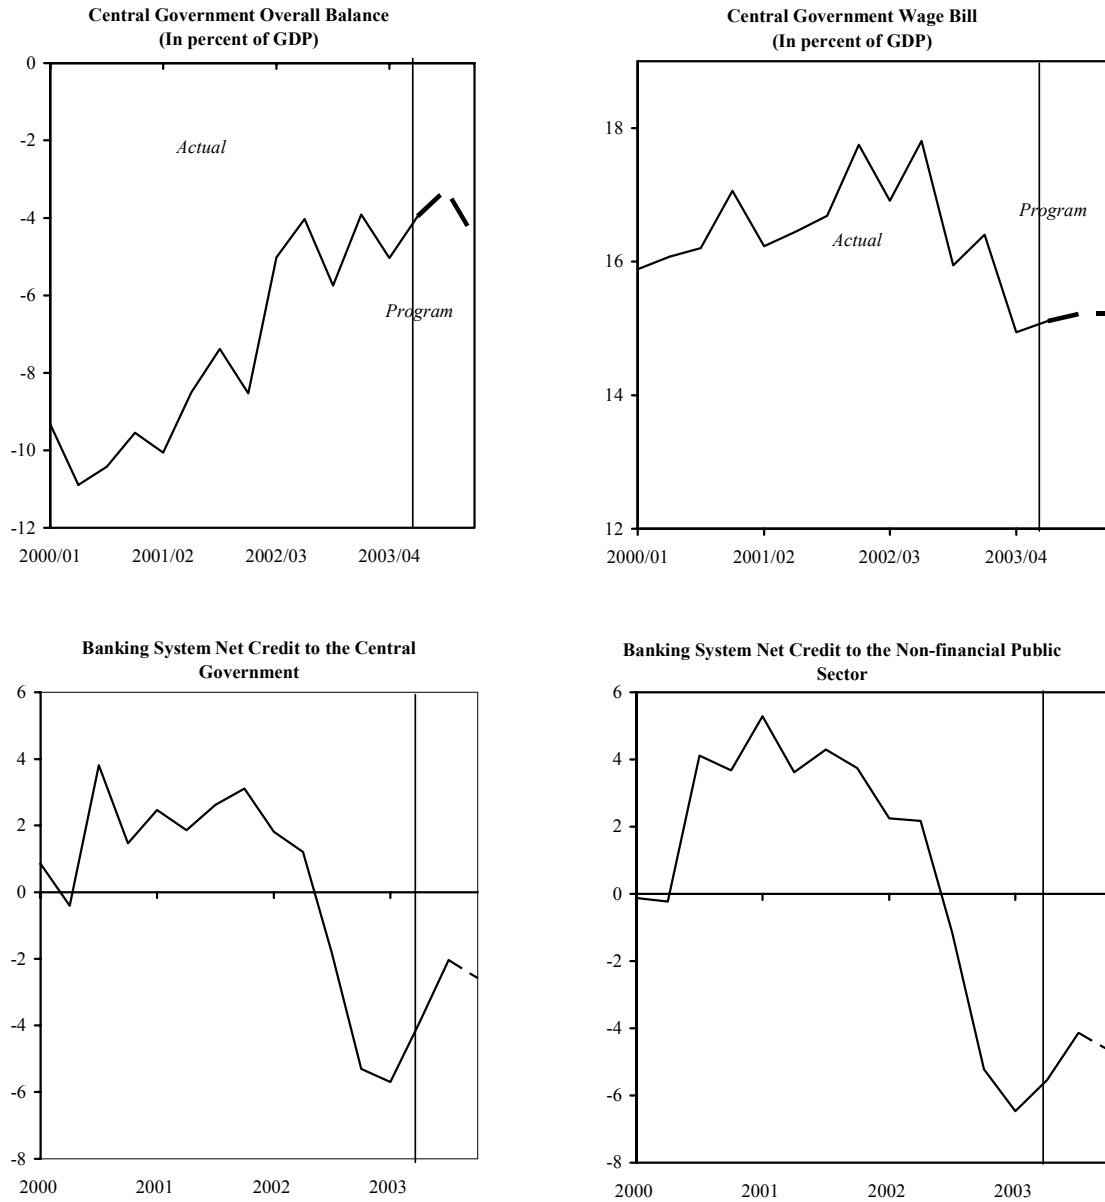 Central Government Overall Balance
(In percent of GDP)
0
-2
-4
-6
-8
-10
-12
Actual
Program
2000/01 2001/02 2002/03 2003/04
Central Government Wage Bill
(In percent of GDP)
18
16
14
12
Program
Actual
2000/01 2001/02 2002/03 2003/04
Banking System Net Credit to the Central
Government
6
4
2
0
-2
-4
-6
-8
2000 2001 2002 2003
Banking System Net Credit to the Non-financial Public
Sector
6
4
2
0
-2
-4
-6
-8
2000 2001 2002 2003